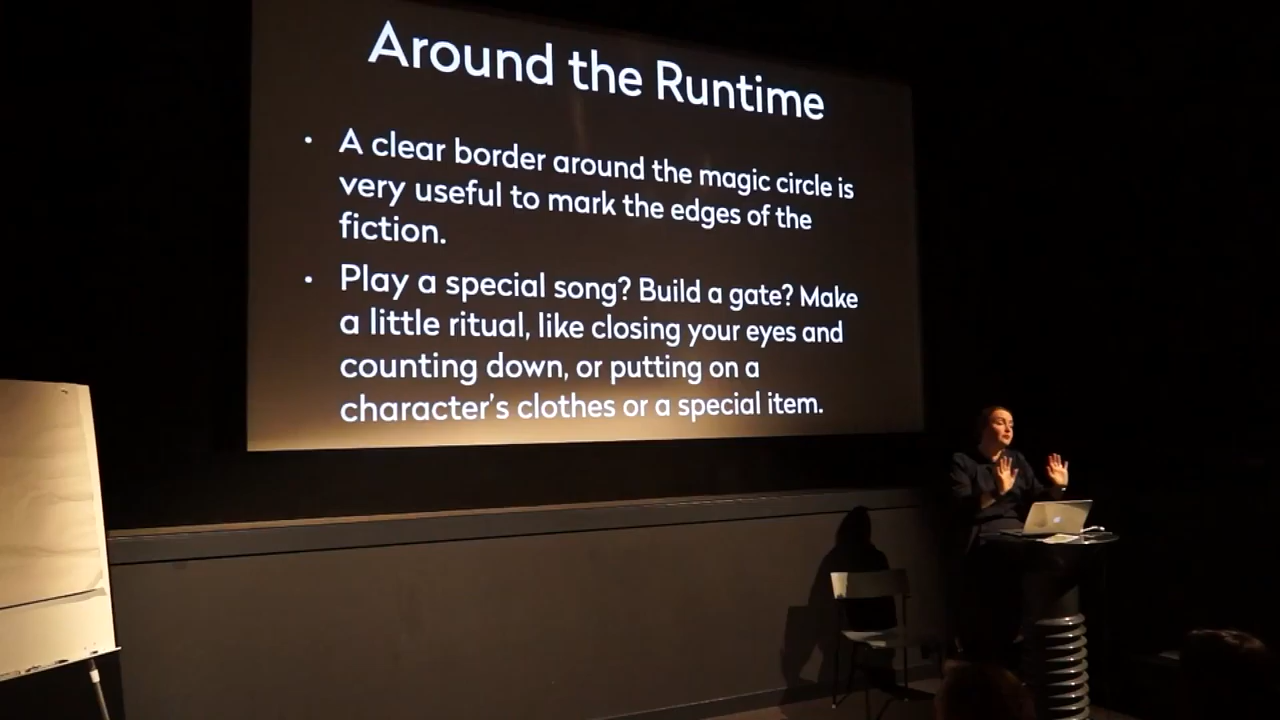 Around the Runtime
• A clear border around the magic circle is
very useful to mark the edges of the
fiction.
• Play a special song? Build a gate? Make
a little ritual, like closing your eyes and
counting down, or putting on a
character's clothes or a special item.